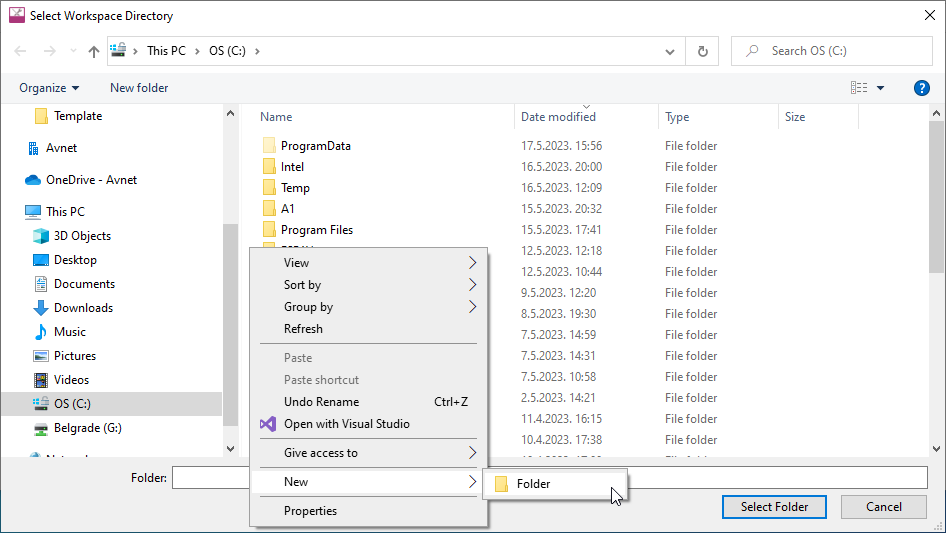 Select Workspace Directory
This PC > OS (C:) >
Search OS (C:)
Organize
New folder
?
Template
Avnet
OneDrive - Avnet
This PC
3D Objects
Desktop
Documents
Downloads
Music
Pictures
Videos
OS (C:)
Belgrade (G:)
Name Date modified Type Size
ProgramData 17.5.2023. 15:56 File folder
Intel 16.5.2023. 20:00 File folder
Temp 16.5.2023. 12:09 File folder
A1 15.5.2023. 20:32 File folder
Program Files 15.5.2023. 17:41 File folder
12.5.2023. 12:18 File folder
12.5.2023. 10:44 File folder
9.5.2023. 12:20 File folder
8.5.2023. 19:30 File folder
7.5.2023. 14:59 File folder
7.5.2023. 14:31 File folder
7.5.2023. 10:58 File folder
2.5.2023. 14:21 File folder
11.4.2023. 16:15 File folder
10.4.2023. 17:38 File folder
View
Sort by
Group by
Refresh
Paste
Paste shortcut
Undo Rename Ctrl+Z
Open with Visual Studio
Give access to
New
Properties
Folder
Folder:
Select Folder
Cancel